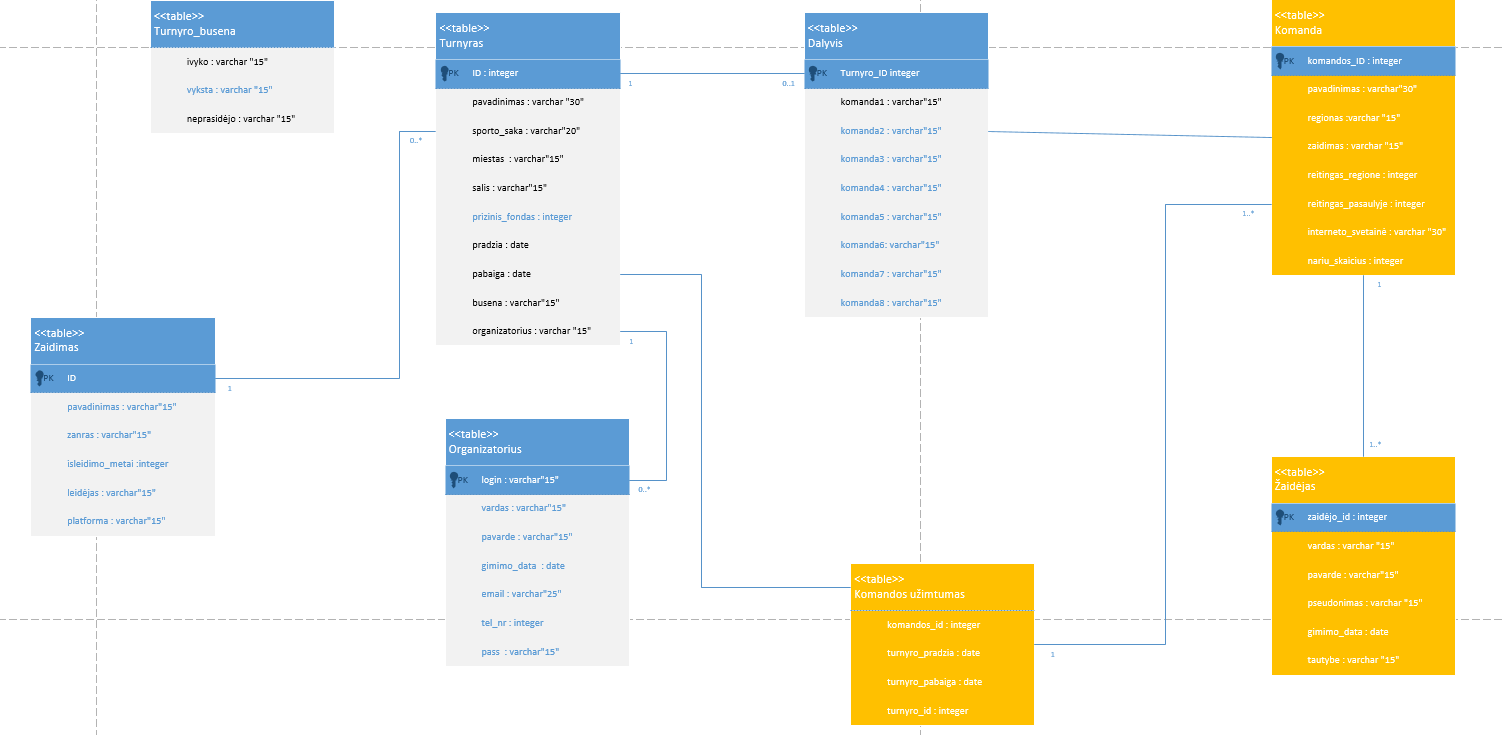 <<table>>
Turnyro_busena
ivyko : varchar "15"
vyksta : varchar "15"
neprasidėjo : varchar "15"
<<table>>
Turnyras
PK ID : integer
pavadinimas : varchar "30"
sporto_saka : varchar"20"
miestas : varchar"15"
salis : varchar"15"
prizinis_fondas : integer
pradzia : date
pabaiga : date
busena : varchar"15"
organizatorius : varchar "15"
1
0..1
0..*
1
<<table>>
Dalyvis
PK Turnyro_ID integer
komanda1 : varchar"15"
komanda2 : varchar"15"
komanda3 : varchar"15"
komanda4 : varchar"15"
komanda5 : varchar"15"
komanda6: varchar"15"
komanda7 : varchar"15"
komanda8 : varchar"15"
<<table>>
Komanda
PK komandos_ID : integer
pavadinimas : varchar"30"
regionas :varchar "15"
zaidimas : varchar "15"
reitingas_regione : integer
reitingas_pasaulyje : integer
interneto_svetainė : varchar "30"
nariu_skaicius : integer
1..*
1
1..*
<<table>>
Zaidimas
PK ID
pavadinimas : varchar"15"
zanras : varchar"15"
isleidimo_metai :integer
leidėjas : varchar"15"
platforma : varchar"15"
1
<<table>>
Organizatorius
PK login : varchar"15"
vardas : varchar"15"
pavarde : varchar"15"
gimimo_data : date
email : varchar"25"
tel_nr : integer
pass : varchar"15"
0..*
<<table>>
Komandos užimtumas
komandos_id : integer
turnyro_pradzia : date
turnyro_pabaiga : date
turnyro_id : integer
1
<<table>>
Žaidėjas
PK zaidėjo_id : integer
vardas : varchar "15"
pavarde : varchar"15"
pseudonimas : varchar "15"
gimimo_data : date
tautybe : varchar "15"